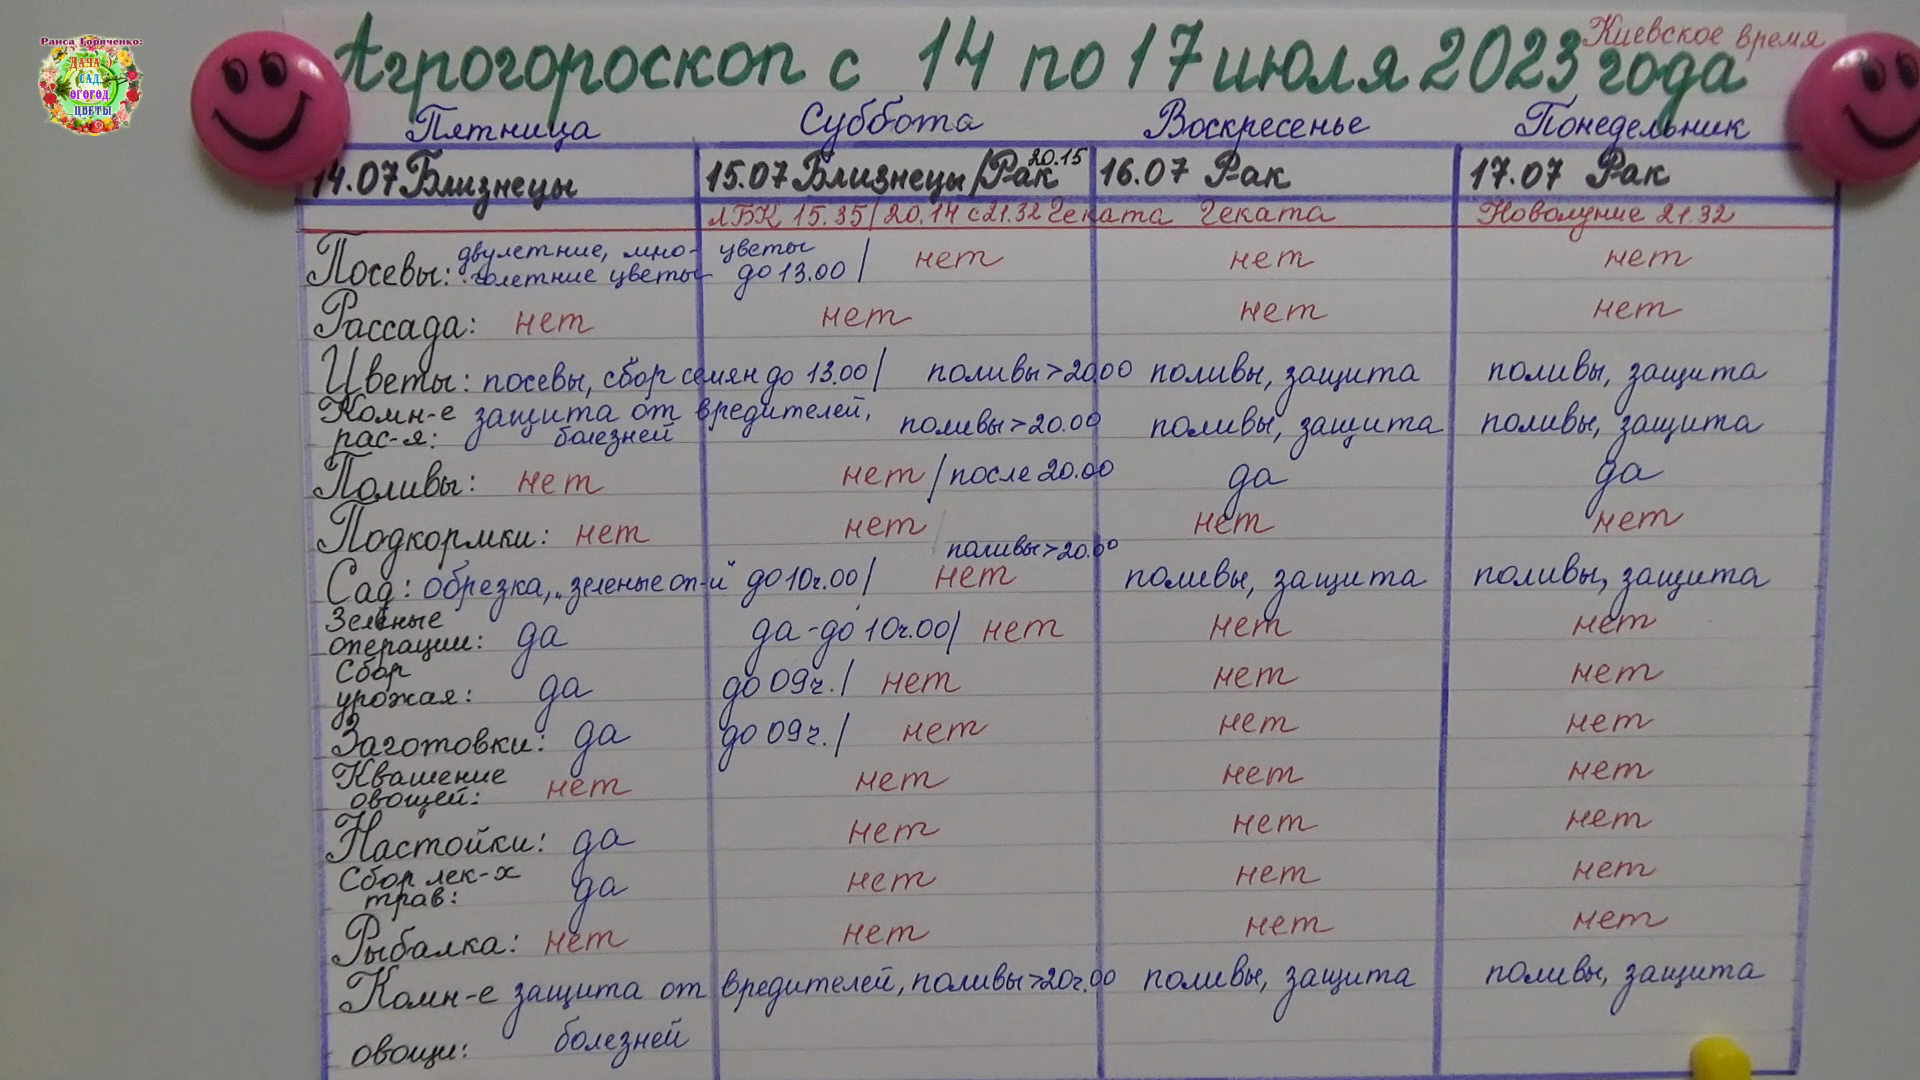 Раиса Горяченко:
ДАЧА
САД
ОГОРОД
ЦВЕТЫ
Агрогороскоп с 14 по 17 июля 2023 года
Киевское время
Пятница Суббота Воскресенье Понедельник
14.07 Близнецы 15.07 Близнецы/Рак 20.15 16.07 Рак 17.07 Рак
ЛБК 15.35/20.14 с 21.32 Геката Геката Новолуние 21.32
Посевы: двулетние, мно- цветы нет нет нет
голетние цветы до 13.00/
Рассада: нет нет нет нет
Цветы: посевы, сбор семян до 13.00/ поливы>20.00 поливы, защита поливы, защита
Комн-е защита от вредителей, поливы>20.00 поливы, защита поливы, защита
рас-я: болезней
Поливы: нет нет/после 20.00 да да
Подкормки: нет нет нет нет
поливы>20.00
Сад: обрезка, "зеленые оп-и" до 10ч.00/ нет поливы, защита поливы, защита
Зелёные
операции: да да-до 10ч.00/ нет нет нет
Сбор
урожая: да до 09ч./ нет нет нет
Заготовки: да до 09ч./ нет нет нет
Квашение
овощей: нет нет нет нет
Настойки: да нет нет нет
Сбор лек-х
трав: да нет нет нет
Рыбалка: нет нет нет нет
Комн-е защита от вредителей, поливы>20ч.00 поливы, защита поливы, защита
овощи: болезней